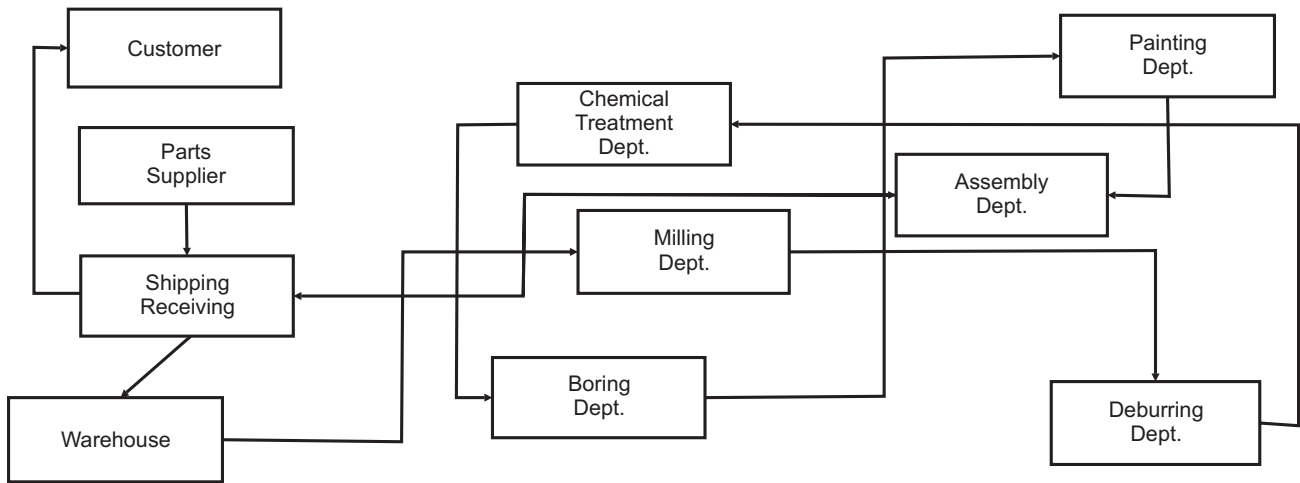 Customer
Parts
Supplier
Shipping
Receiving
Warehouse
Chemical
Treatment
Dept.
Milling
Dept.
Boring
Dept.
Painting
Dept.
Assembly
Dept.
Deburring
Dept.